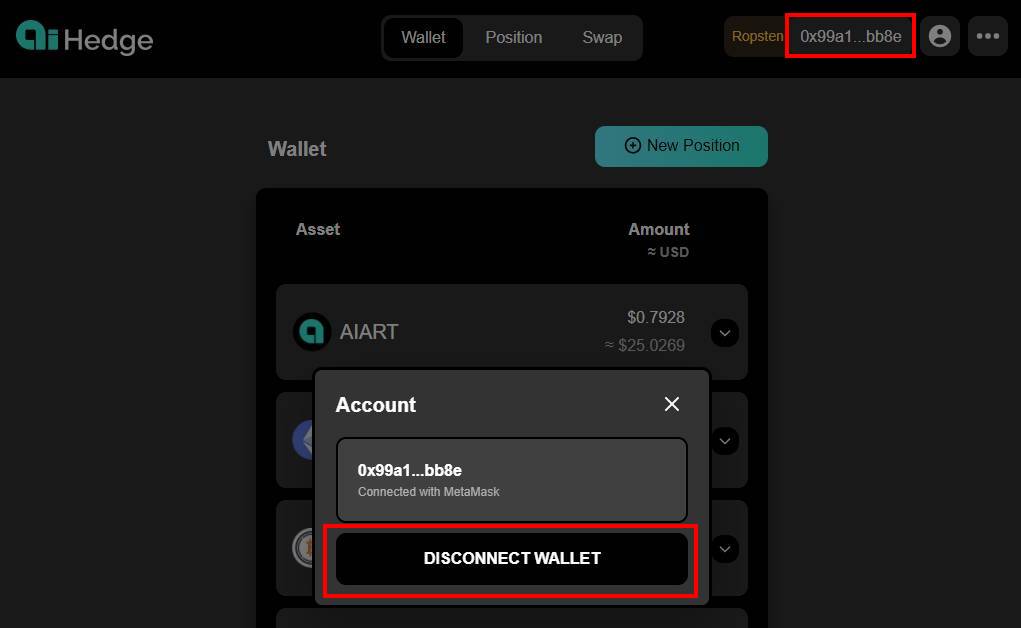 ai Hedge
Wallet Position Swap
Ropsten 0x99a1...bb8e
Wallet
New Position
Asset Amount
≈ USD
AIART $0.7928
≈ $25.0269
Account
0x99a1...bb8e
Connected with MetaMask
DISCONNECT WALLET